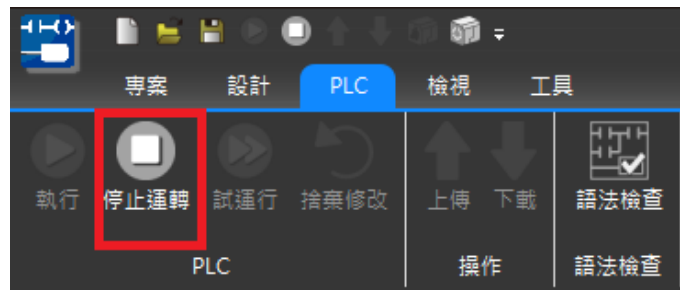 專案 設計 PLC 檢視 工具
執行 停止運轉 試運行 捨棄修改 上傳 下載 語法檢查
PLC 操作 語法檢查